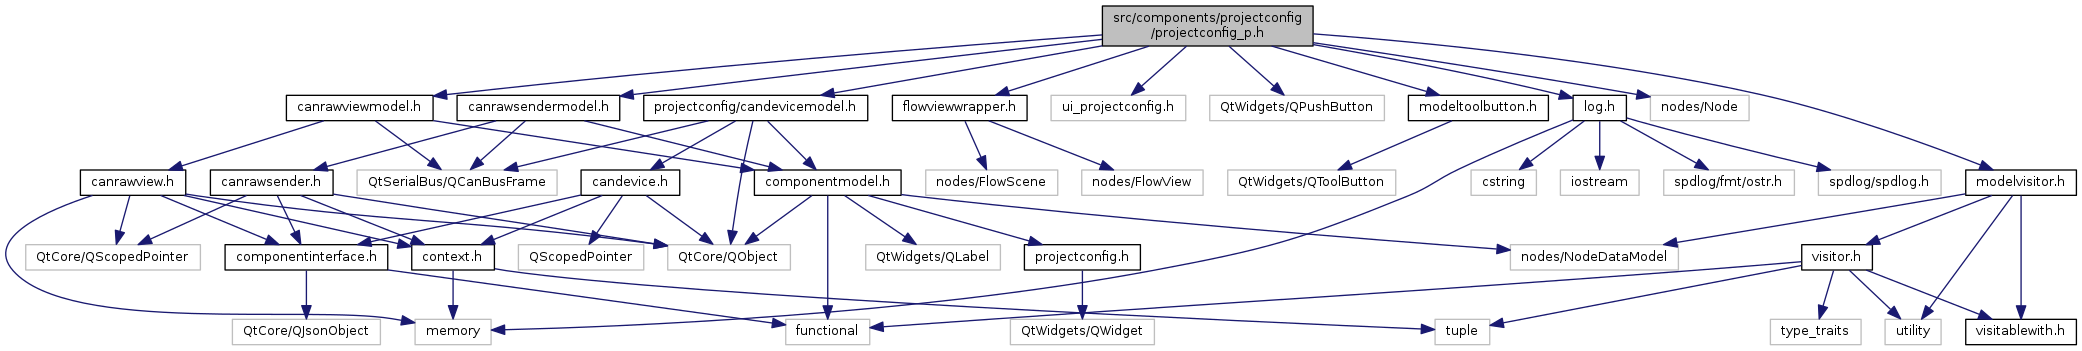 src/components/projectconfig
/projectconfig_p.h
canrawviewmodel.h
canrawsendermodel.h
projectconfig/candevicemodel.h
flowviewwrapper.h
ui_projectconfig.h
QtWidgets/QPushButton
modeltoolbutton.h
log.h
nodes/Node
canrawview.h
canrawsender.h
QtSerialBus/QCanBusFrame
candevice.h
componentmodel.h
nodes/FlowScene
nodes/FlowView
QtWidgets/QToolButton
cstring
iostream
spdlog/fmt/ostr.h
spdlog/spdlog.h
modelvisitor.h
QtCore/QScopedPointer
componentinterface.h
context.h
QScopedPointer
QtCore/QObject
QtWidgets/QLabel
projectconfig.h
nodes/NodeDataModel
visitor.h
QtCore/QJsonObject
memory
functional
QtWidgets/QWidget
tuple
type_traits
utility
visitablewith.h